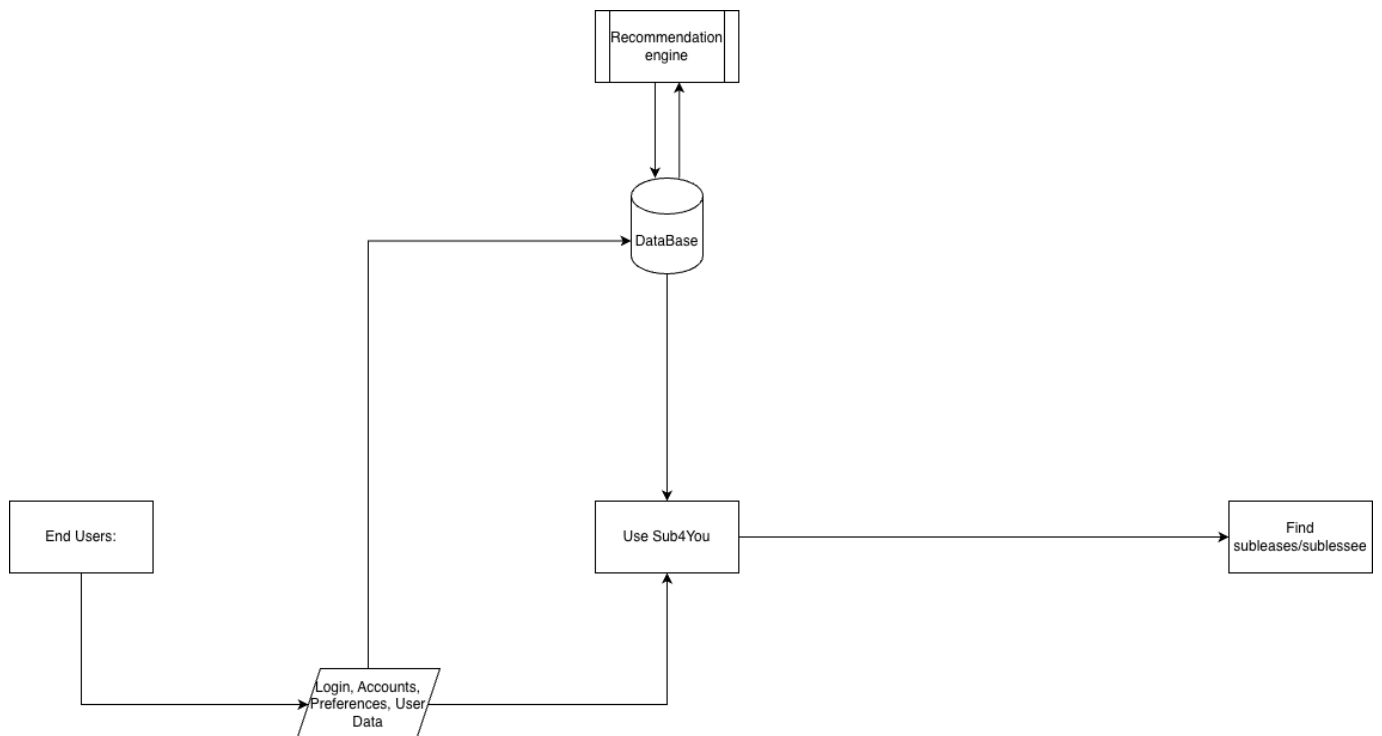 Recommendation
engine
DataBase
End Users:
Use Sub4You
Find
subleases/sublessee
Login, Accounts,
Preferences, User
Data